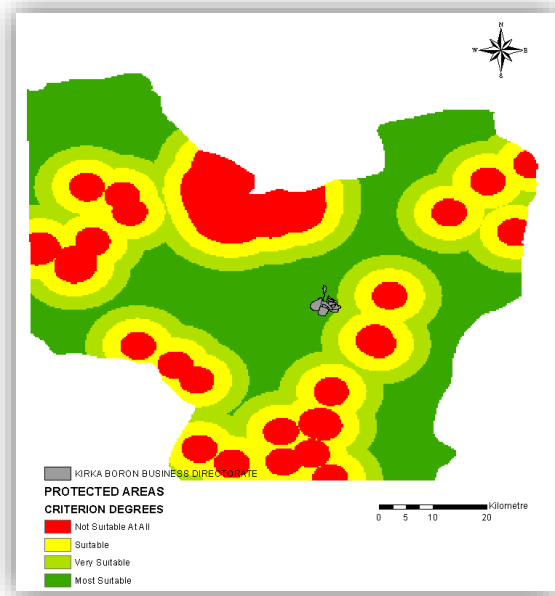 N
W E
S
KIRKA BORON BUSINESS DIRECTORATE
PROTECTED AREAS
CRITERION DEGREES
Not Suitable At All
Suitable
Very Suitable
Most Suitable
Kilometre
0 5 10 20